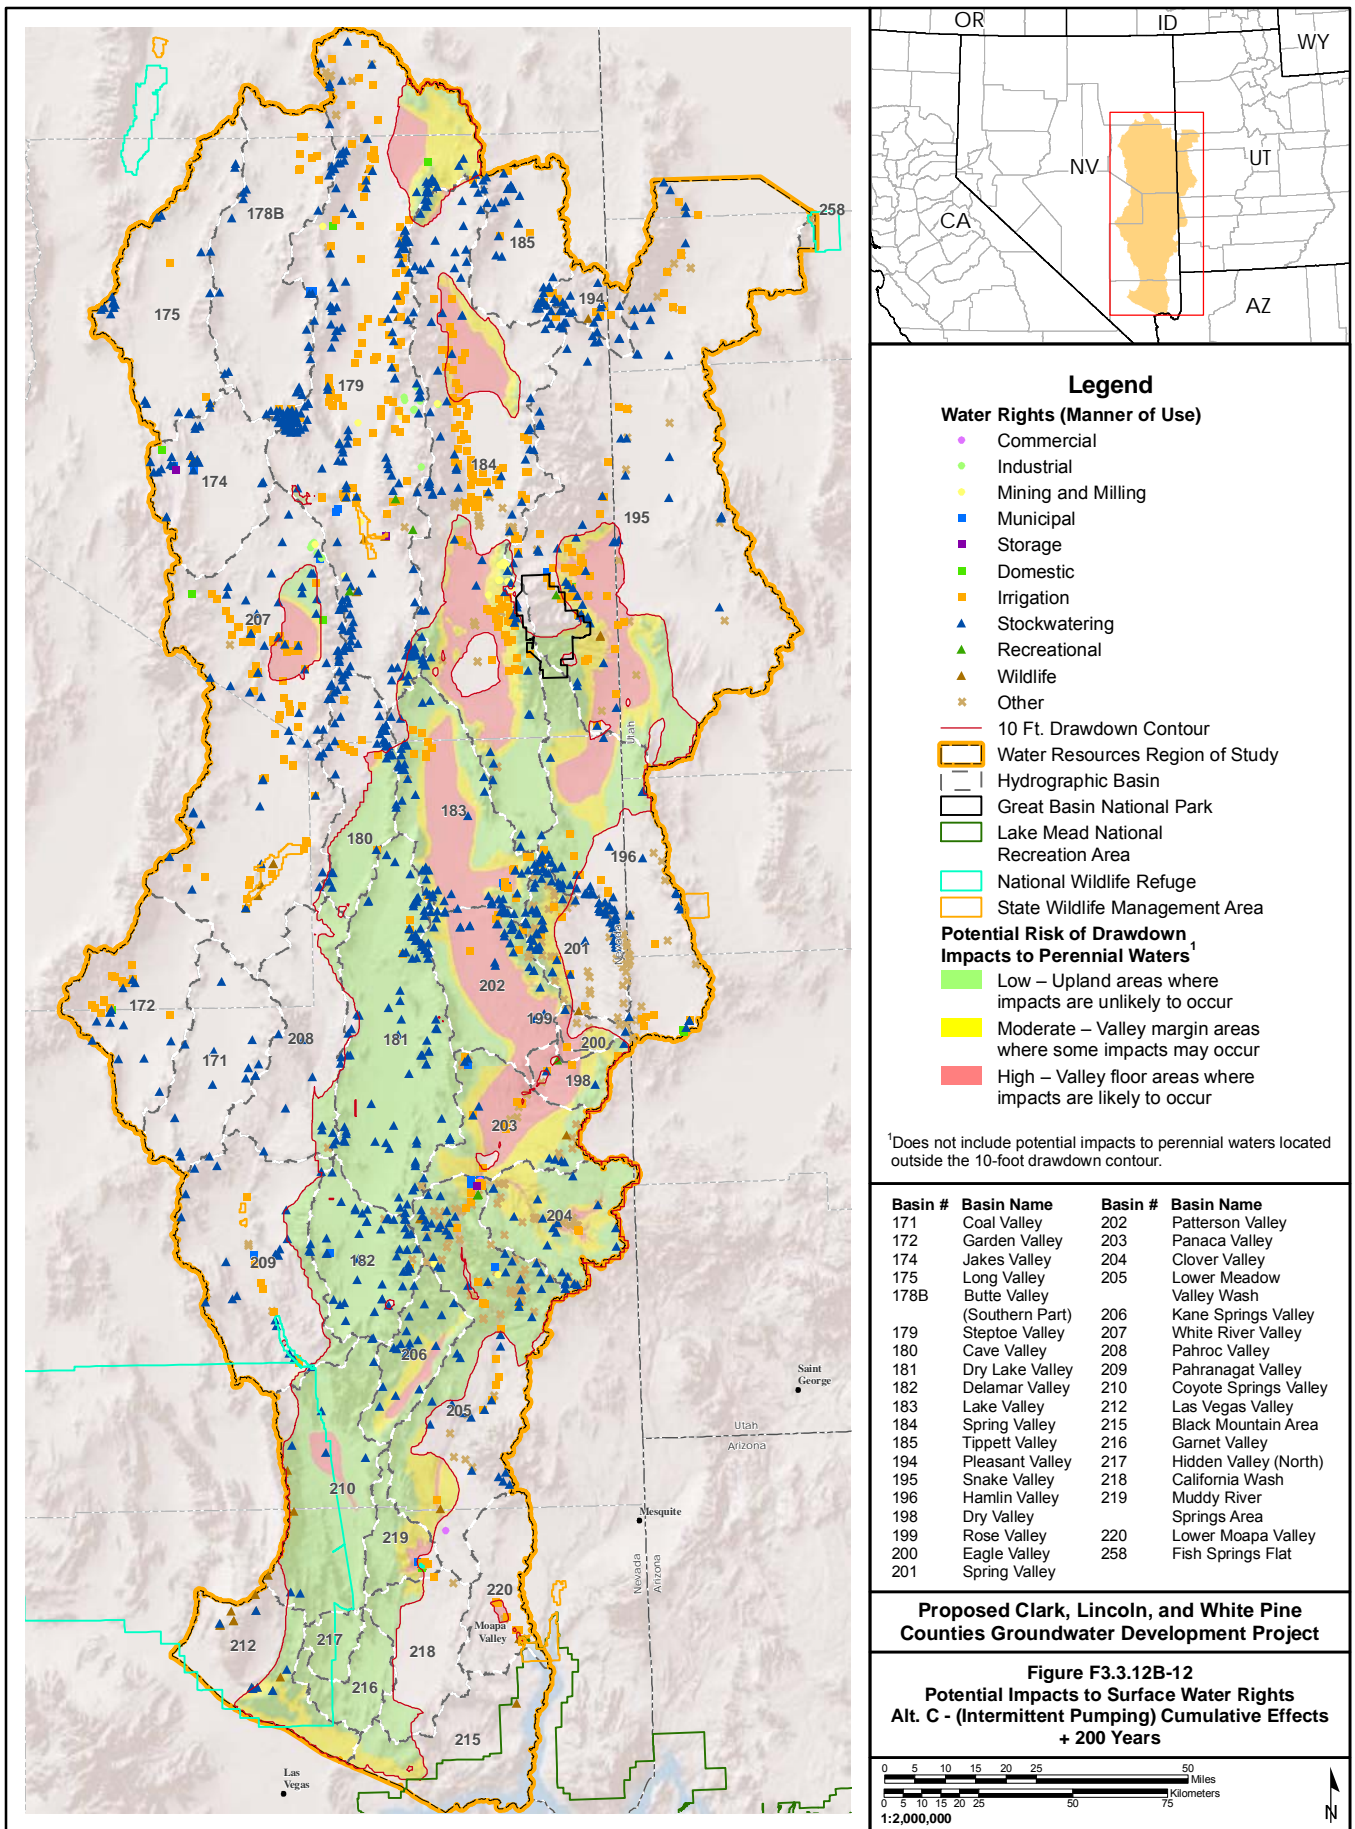 OR
ID
WY
NV
UT
CA
AZ
178B
185
258
175
194
179
184
174
195
207
183
180
196
201
202
172
199
208
181
200
171
198
203
204
209
182
206
205
210
219
220
212
217
218
216
215
Utah
Nevada
Saint
George
Utah
Arizona
Mesquite
Nevada
Arizona
Moapa
Valley
Las
Vegas
Legend
Water Rights (Manner of Use)
Commercial
Industrial
Mining and Milling
Municipal
Storage
Domestic
Irrigation
Stockwatering
Recreational
Wildlife
Other
10 Ft. Drawdown Contour
Water Resources Region of Study
Hydrographic Basin
Great Basin National Park
Lake Mead National
Recreation Area
National Wildlife Refuge
State Wildlife Management Area
Potential Risk of Drawdown
Impacts to Perennial Waters1
Low – Upland areas where
impacts are unlikely to occur
Moderate – Valley margin areas
where some impacts may occur
High – Valley floor areas where
impacts are likely to occur
1Does not include potential impacts to perennial waters located
outside the 10-foot drawdown contour.
Basin # Basin Name Basin # Basin Name
171 Coal Valley 202 Patterson Valley
172 Garden Valley 203 Panaca Valley
174 Jakes Valley 204 Clover Valley
175 Long Valley 205 Lower Meadow
178B Butte Valley Valley Wash
(Southern Part) 206 Kane Springs Valley
179 Steptoe Valley 207 White River Valley
180 Cave Valley 208 Pahroc Valley
181 Dry Lake Valley 209 Pahranagat Valley
182 Delamar Valley 210 Coyote Springs Valley
183 Lake Valley 212 Las Vegas Valley
184 Spring Valley 215 Black Mountain Area
185 Tippett Valley 216 Garnet Valley
194 Pleasant Valley 217 Hidden Valley (North)
195 Snake Valley 218 California Wash
196 Hamlin Valley 219 Muddy River
198 Dry Valley Springs Area
199 Rose Valley 220 Lower Moapa Valley
200 Eagle Valley 258 Fish Springs Flat
201 Spring Valley
Proposed Clark, Lincoln, and White Pine
Counties Groundwater Development Project
Figure F3.3.12B-12
Potential Impacts to Surface Water Rights
Alt. C - (Intermittent Pumping) Cumulative Effects
+ 200 Years
0 5 10 15 20 25 50
Miles
Kilometers
0 5 10 15 20 25 50 75
1:2,000,000
N